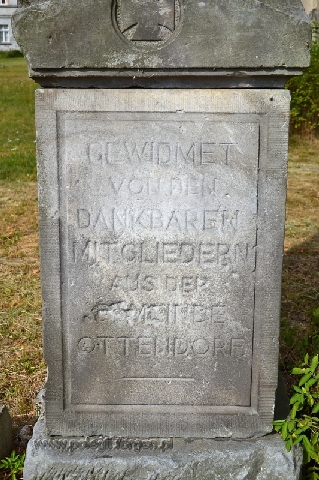 GEWIDMET
VON DEN
DANKBAREN
MITGLIEDERN
AUS DER
GEMEINDE
OTTENDORF